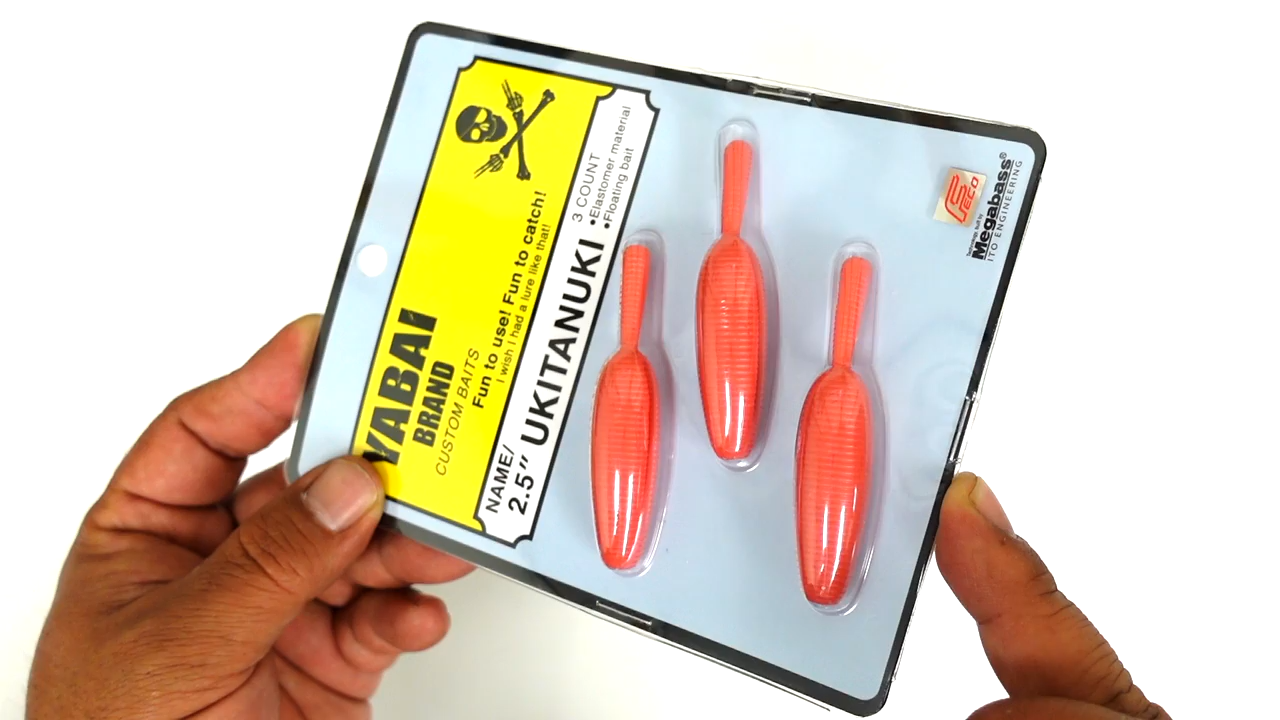 YABAI
BRAND
CUSTOM BAITS
Fun to use! Fun to catch!
I wish I had a lure like that!
NAME/
2.5" UKITANUKI
3 COUNT
•Elastomer material
•Floating bait
ECO
Megabass®
ITO ENGINEERING